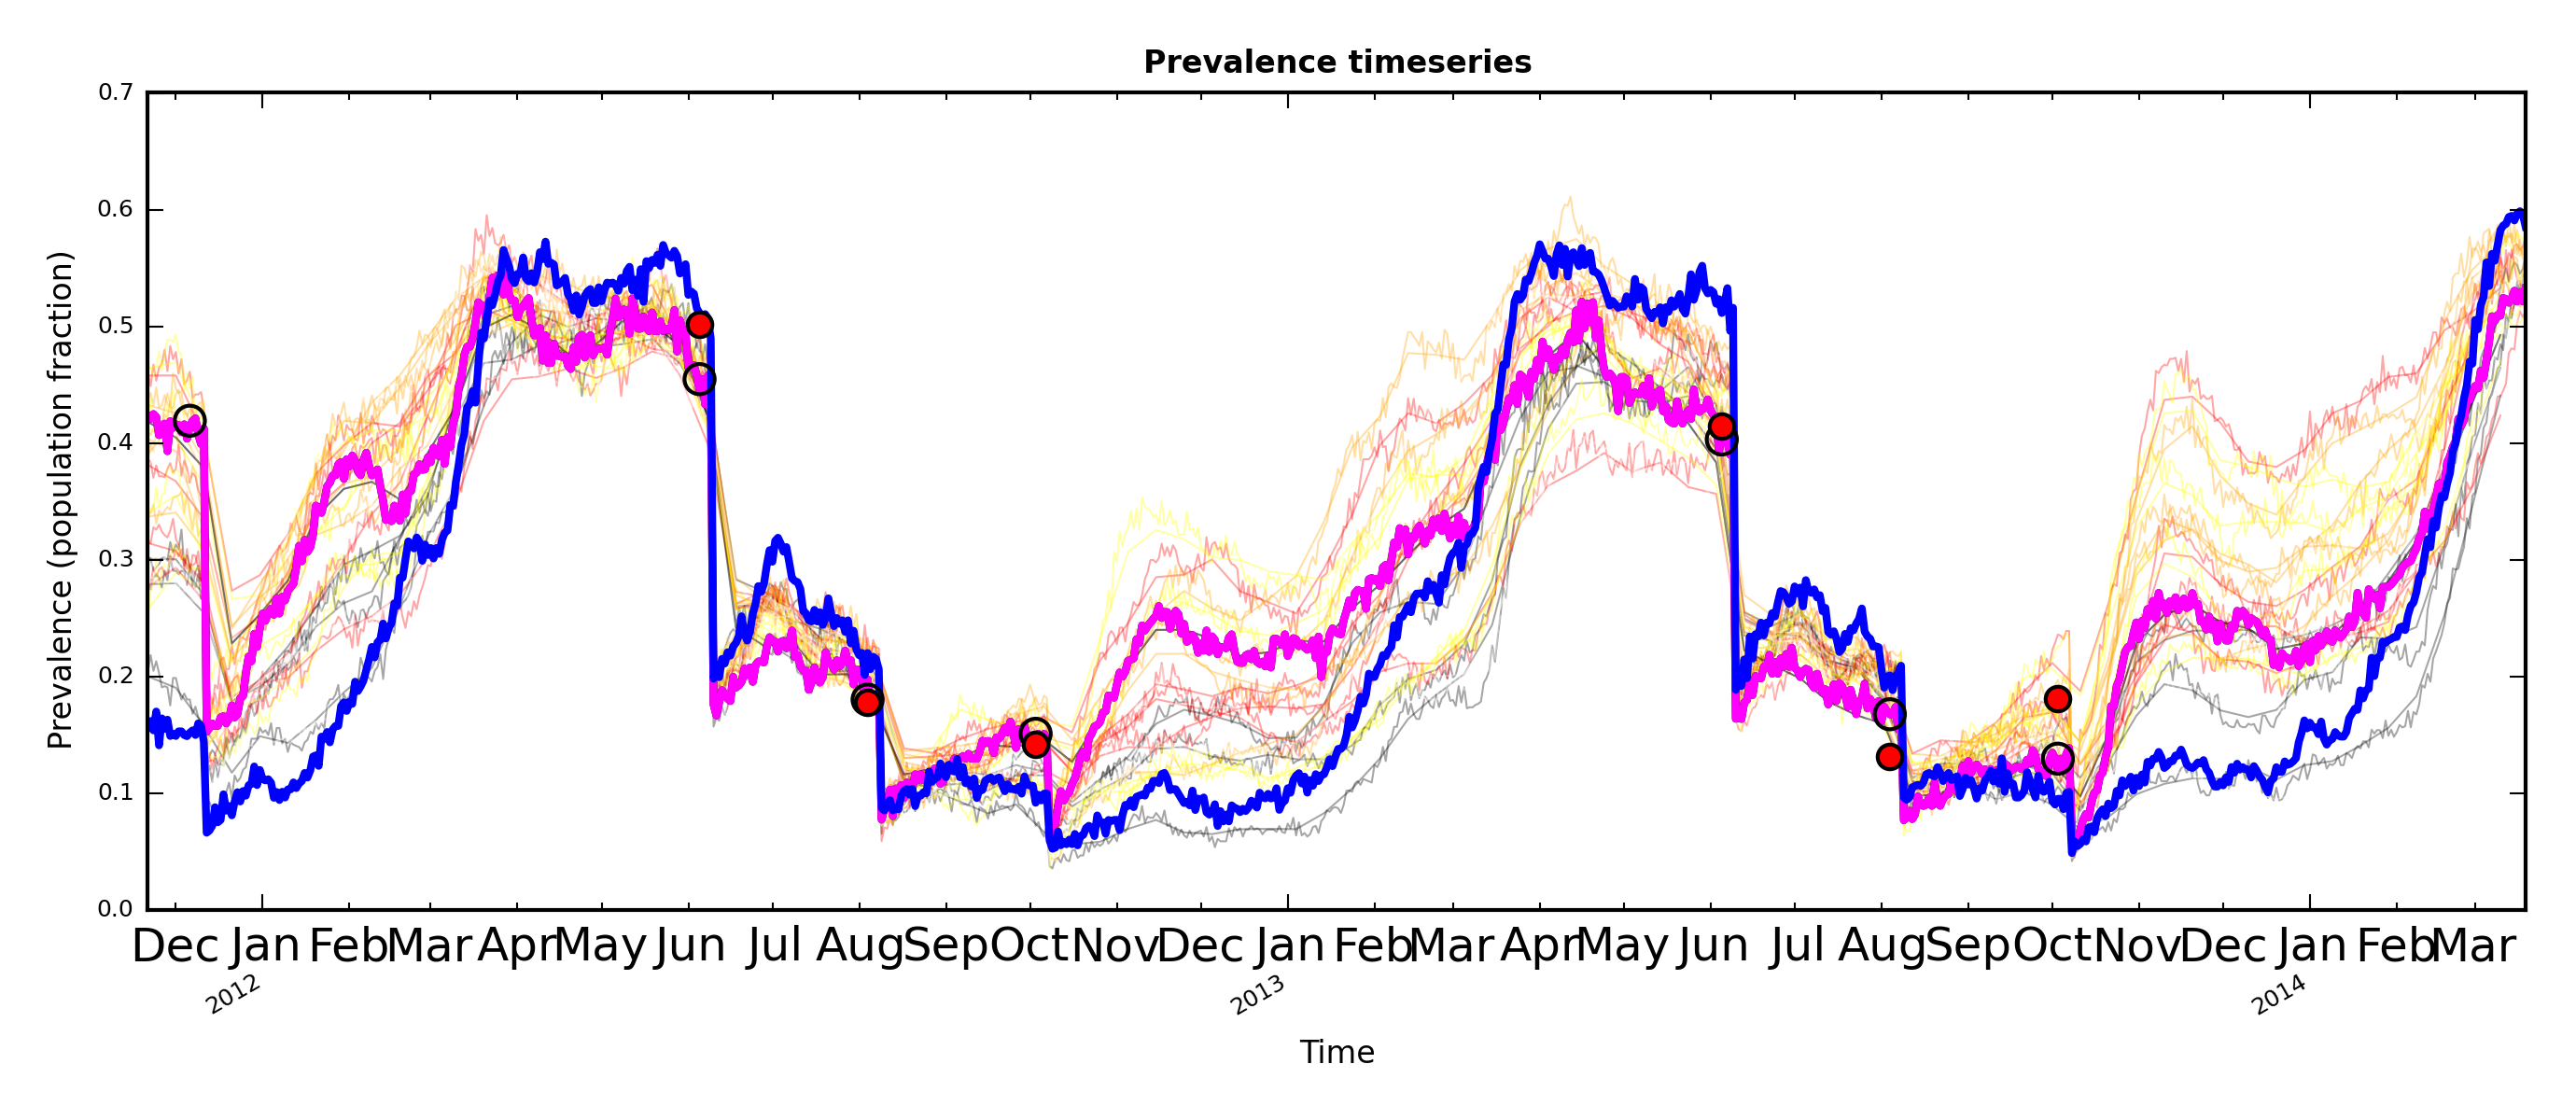 Prevalence timeseries
Prevalence (population fraction)
0.7
0.6
0.5
0.4
0.3
0.2
0.1
0.0
Dec Jan Feb Mar Apr May Jun Jul Aug Sep Oct Nov Dec Jan Feb Mar Apr May Jun Jul Aug Sep Oct Nov Dec Jan Feb Mar
2012 2013 2014
Time